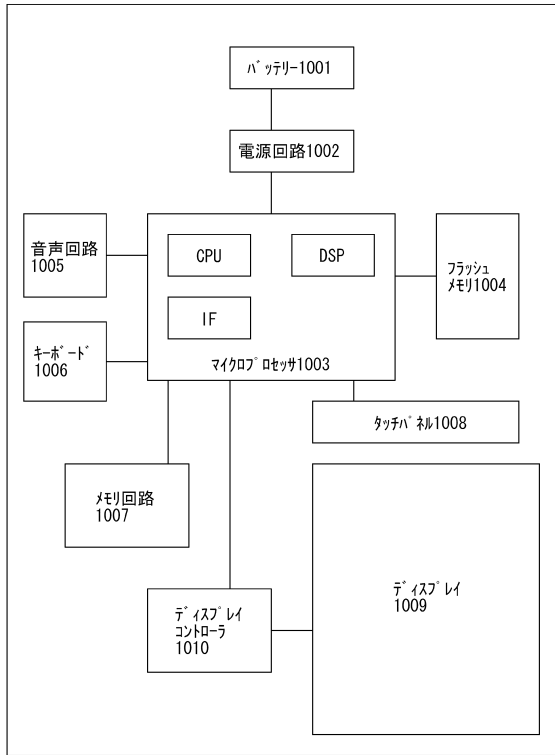 ﾊﾞｯﾃﾘｰ1001
電源回路1002
音声回路
1005
CPU
DSP
IF
マイクロプロセッサ1003
フラッシュ
メモリ1004
ｷｰﾎﾞｰﾄﾞ
1006
ﾀｯﾁﾊﾟﾈﾙ1008
ﾒﾓﾘ回路
1007
ﾃﾞｨｽﾌﾟﾚｲ
1009
ﾃﾞｨｽﾌﾟﾚｲ
ｺﾝﾄﾛｰﾗ
1010